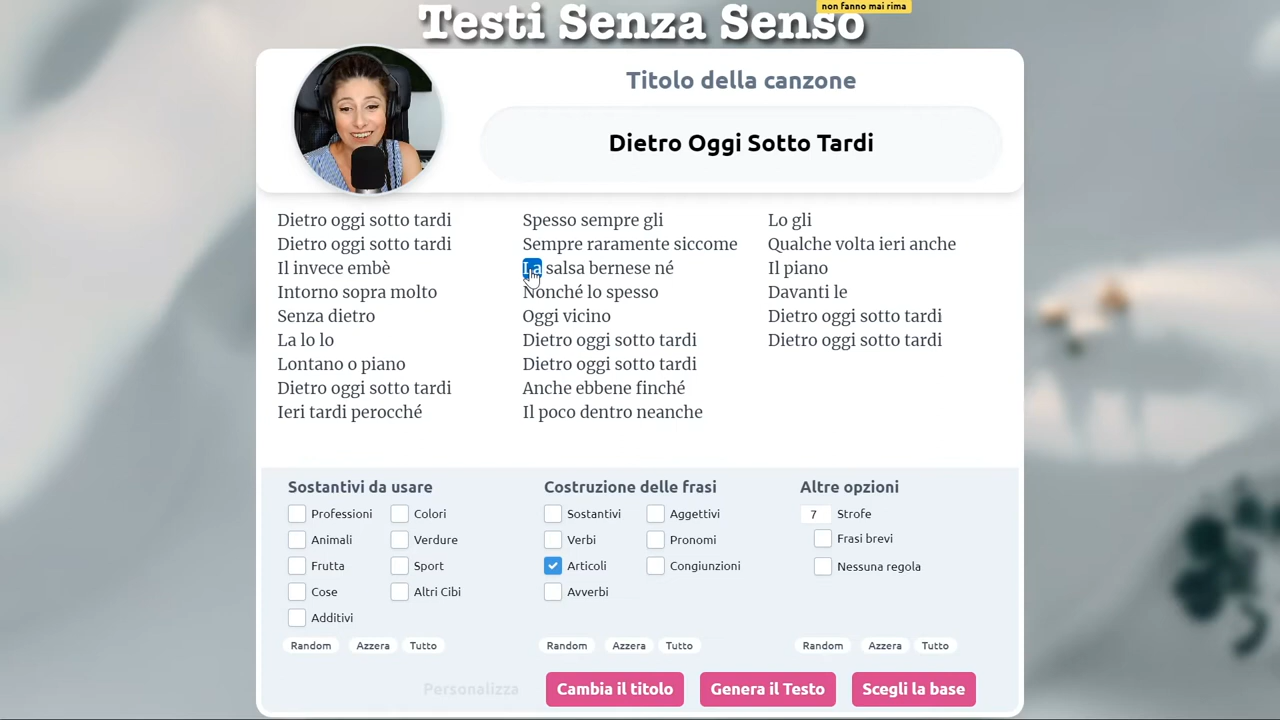 non fanno mai rima
Testi Senza Senso
Titolo della canzone
Dietro Oggi Sotto Tardi
Dietro oggi sotto tardi
Dietro oggi sotto tardi
Il invece embè
Intorno sopra molto
Senza dietro
La lo lo
Lontano o piano
Dietro oggi sotto tardi
Ieri tardi perocché
Spesso sempre gli
Sempre raramente siccome
La salsa bernese né
Nonché lo spesso
Oggi vicino
Dietro oggi sotto tardi
Dietro oggi sotto tardi
Anche ebbene finché
Il poco dentro neanche
Lo gli
Qualche volta ieri anche
Il piano
Davanti le
Dietro oggi sotto tardi
Dietro oggi sotto tardi
Sostantivi da usare
Professioni
Colori
Animali
Verdure
Frutta
Sport
Cose
Altri Cibi
Additivi
Random
Azzera
Tutto
Costruzione delle frasi
Sostantivi
Aggettivi
Verbi
Pronomi
Articoli
Congiunzioni
Avverbi
Random
Azzera
Tutto
Altre opzioni
7 Strofe
Frasi brevi
Nessuna regola
Random
Azzera
Tutto
Personalizza
Cambia il titolo
Genera il Testo
Scegli la base